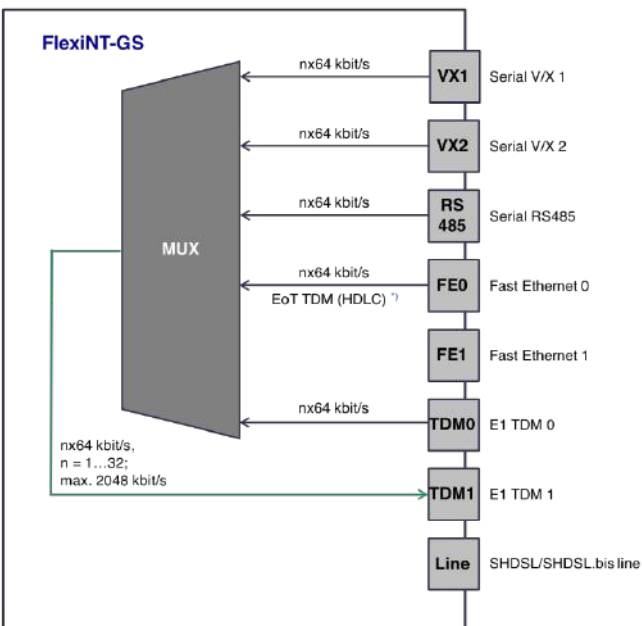 FlexiNT-GS
nx64 kbit/s
VX1
Serial V/X 1
nx64 kbit/s
VX2
Serial V/X 2
nx64 kbit/s
RS
485
Serial RS485
MUX
nx64 kbit/s
EoT TDM (HDLC) *)
FE0
Fast Ethernet 0
FE1
Fast Ethernet 1
nx64 kbit/s
TDM0
E1 TDM 0
nx64 kbit/s,
n = 1...32;
max. 2048 kbit/s
TDM1
E1 TDM 1
Line
SHDSL/SHDSL.bis line